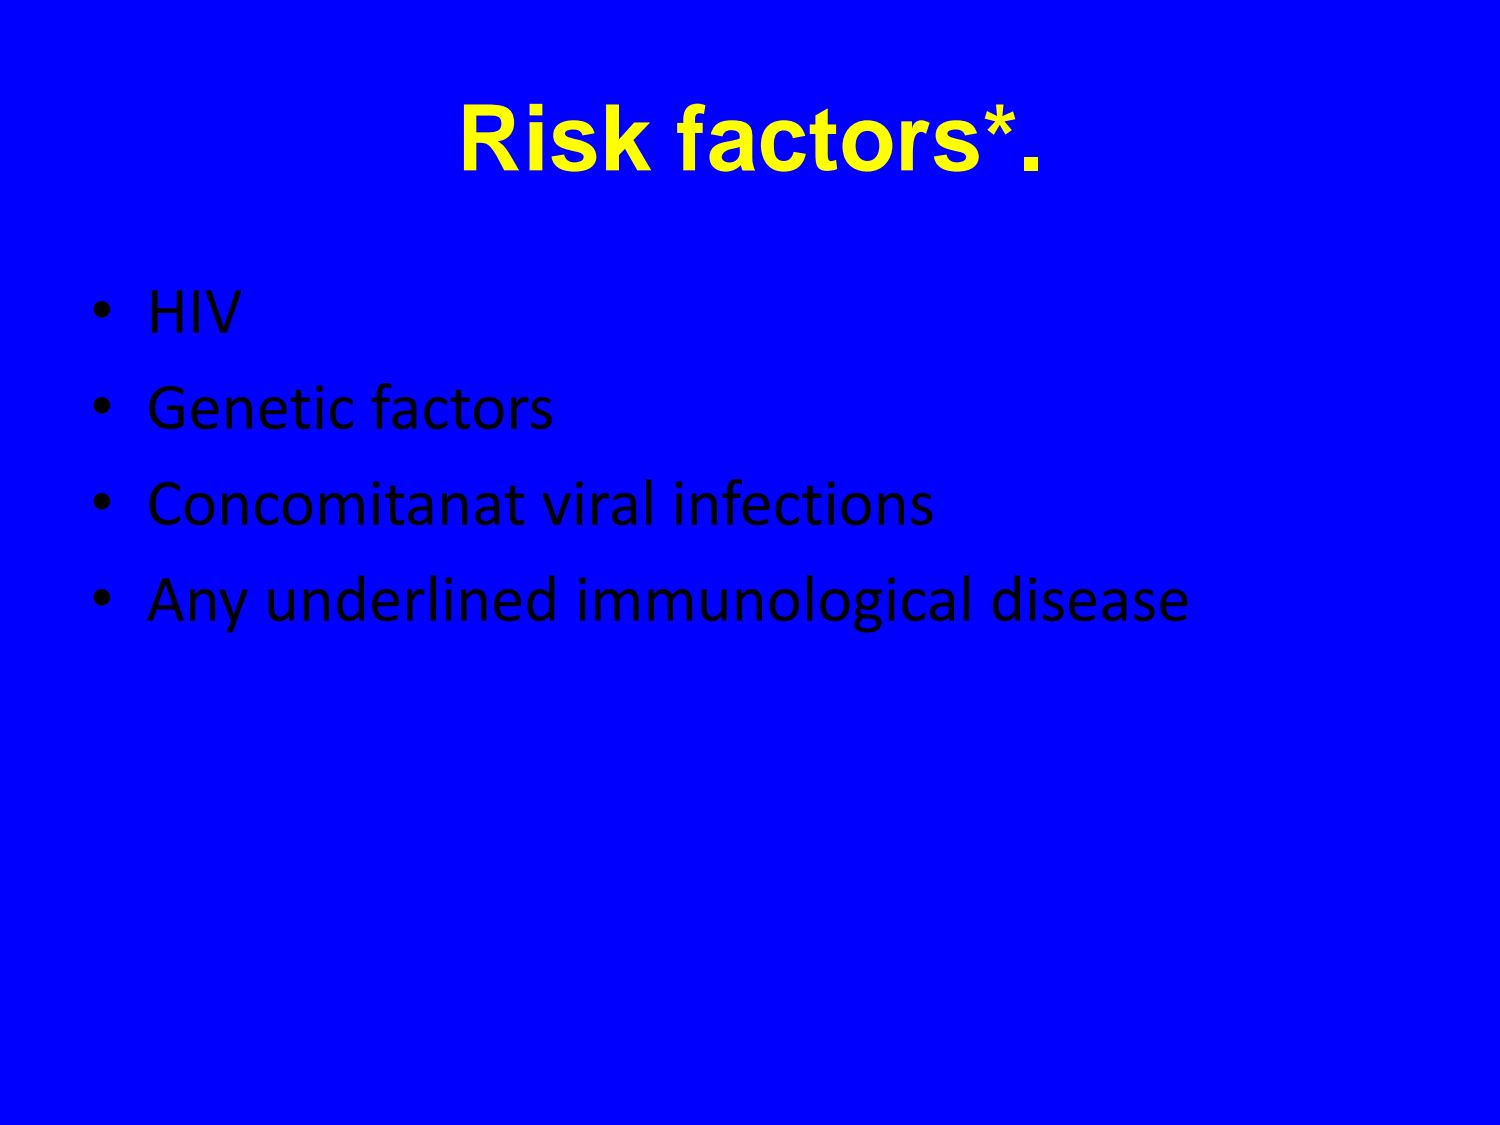 Risk factors*.
• HIV
• Genetic factors
• Concomitanat viral infections
• Any underlined immunological disease